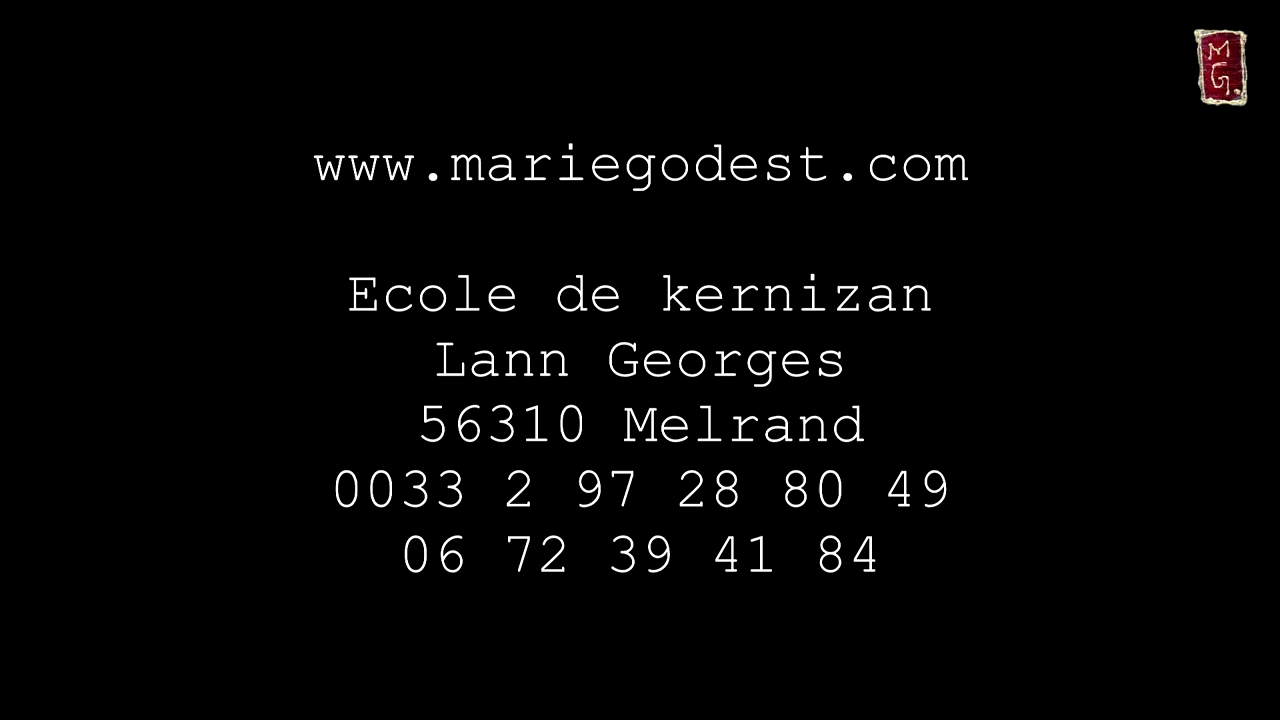 M
G.
www.mariegodest.com
Ecole de kernizan
Lann Georges
56310 Melrand
0033 2 97 28 80 49
06 72 39 41 84